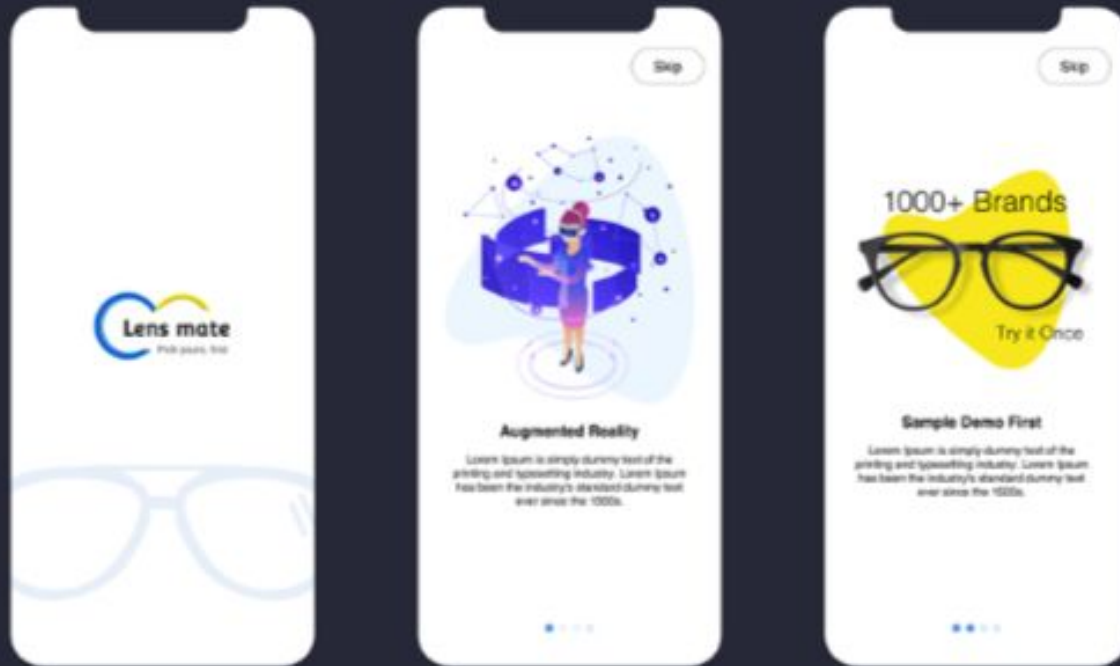 Lens mate
Skip
Augmented Reality
Lorem Ipsum is simply dummy text of the
printing and typesetting industry. Lorem Ipsum
has been the industry's standard dummy text
ever since the
Skip
1000+ Brands
Try it Once
Sample Demo First
Lorem Ipsum is simply dummy text of the
printing and typesetting industry. Lorem Ipsum
has been the industry's standard dummy text
ever since the